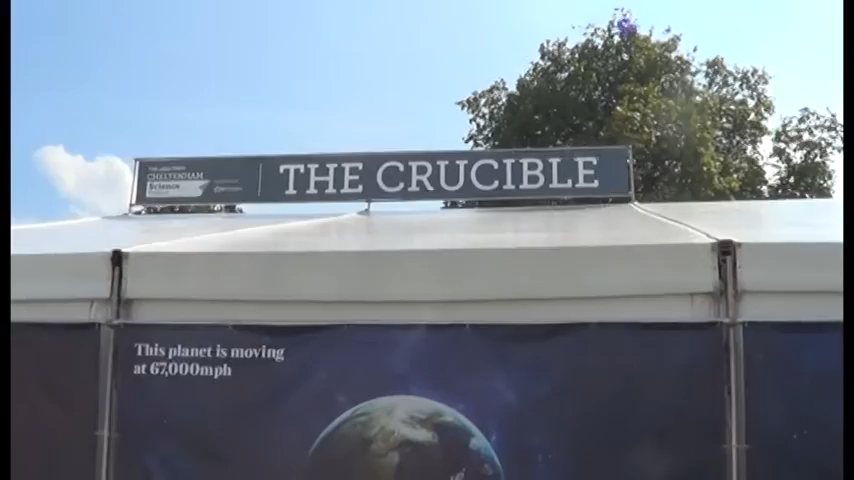 THE CRUCIBLE
CHELTENHAM
Science
This planet is moving
at 67,000mph